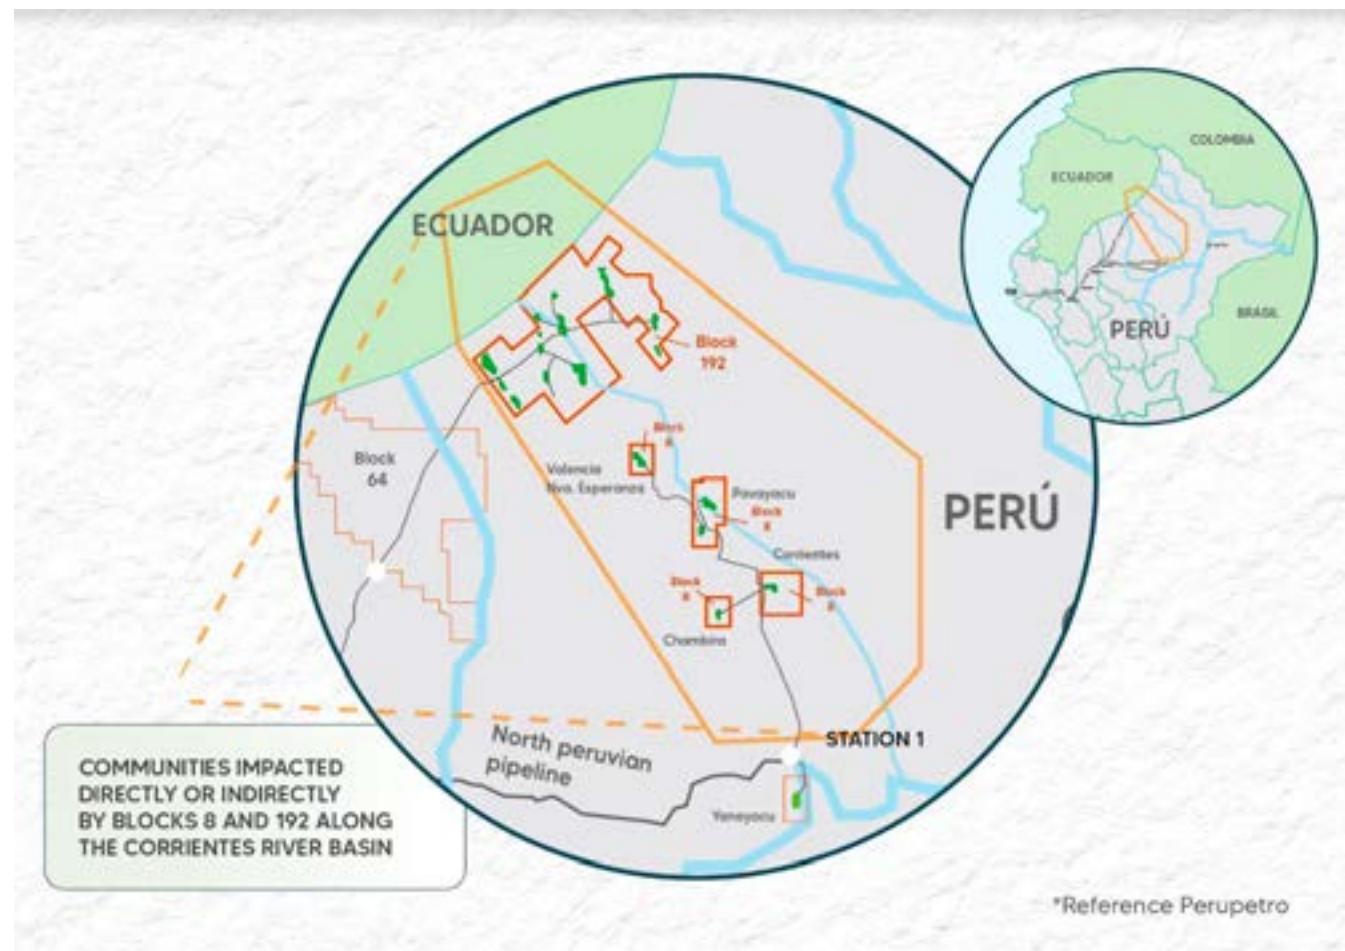 ECUADOR
PERÚ
Block
192
Block
64
Block
8
Valencia
Nva. Esperanza
Pavayacu
Block
8
Corrientes
Block
8
Block
8
Chambira
STATION 1
North peruvian
pipeline
Yanayacu
COLOMBIA
ECUADOR
PERÚ
BRASIL
COMMUNITIES IMPACTED
DIRECTLY OR INDIRECTLY
BY BLOCKS 8 AND 192 ALONG
THE CORRIENTES RIVER BASIN
*Reference Perupetro